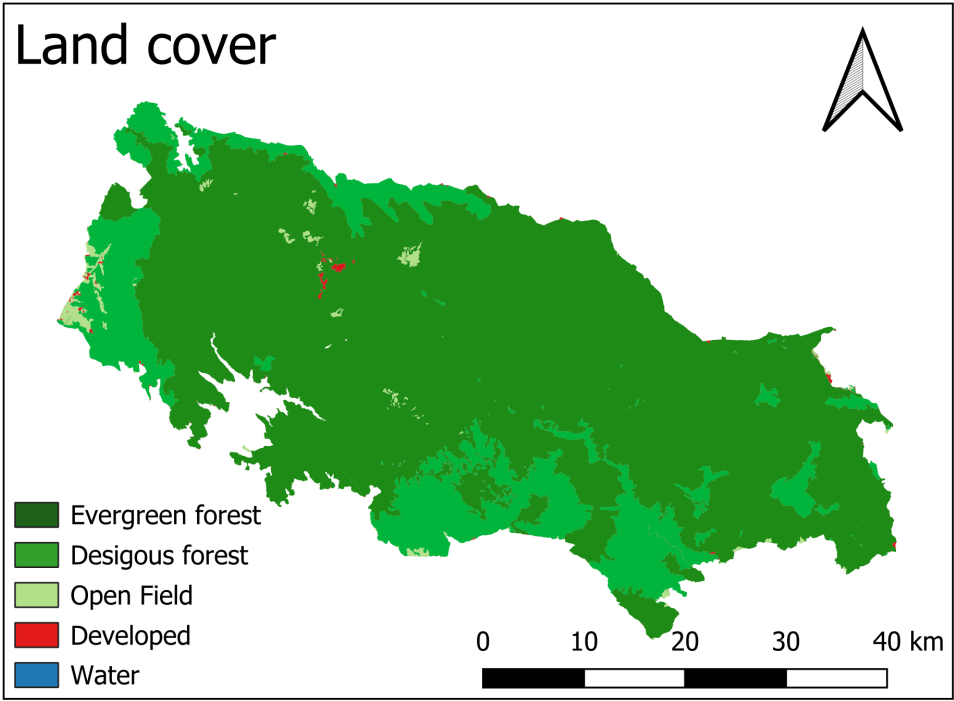 Land cover
Evergreen forest
Desigous forest
Open Field
Developed
Water
0 10 20 30 40 km